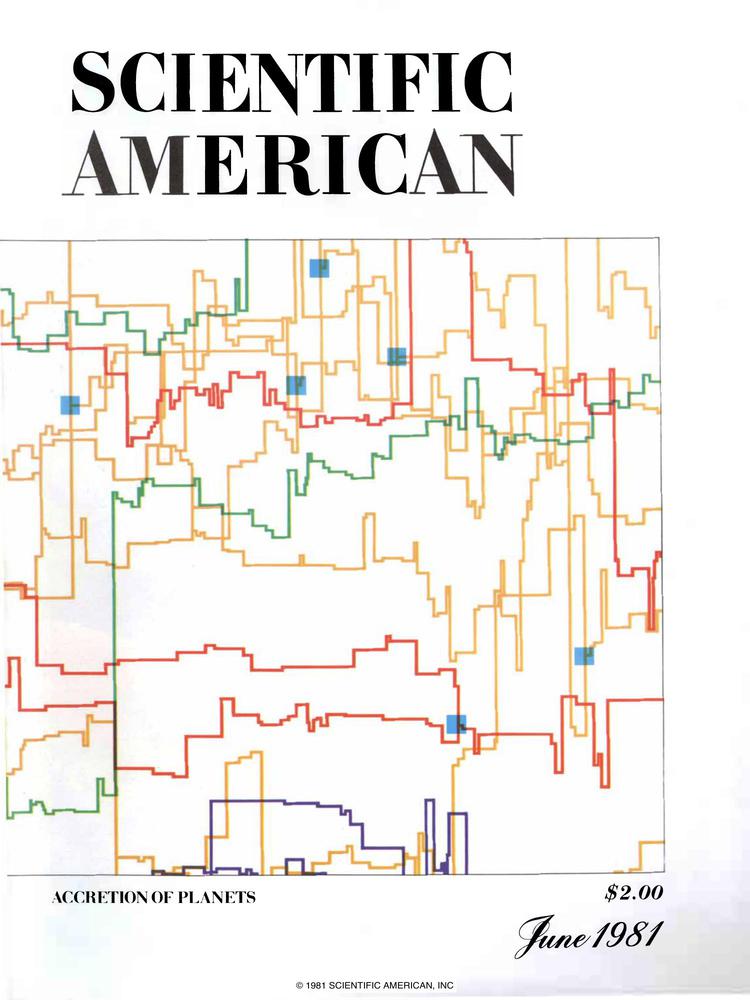 SCIENTIFIC
AMERICAN
ACCRETION OF PLANETS
$2.00
June 1981
© 1981 SCIENTIFIC AMERICAN, INC